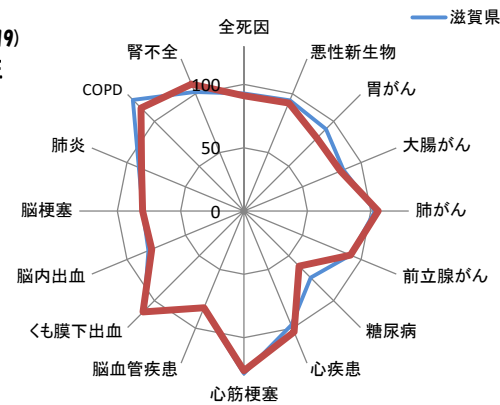 滋賀県
19)
全死因
悪性新生物
胃がん
大腸がん
肺がん
前立腺がん
糖尿病
心疾患
心筋梗塞
脳血管疾患
くも膜下出血
脳内出血
脳梗塞
肺炎
COPD
腎不全
100
50
0